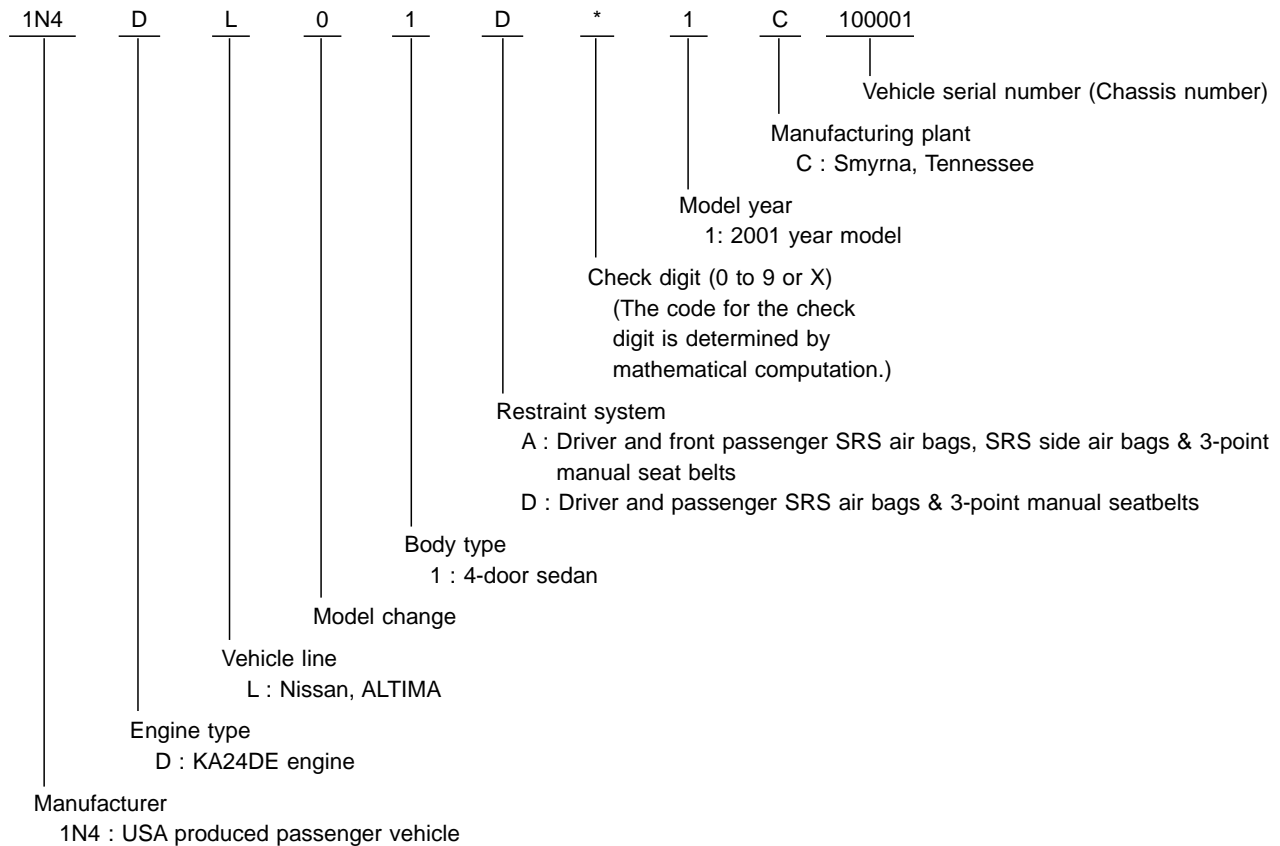 1N4 D L 0 1 D * 1 C 100001
Vehicle serial number (Chassis number)
Manufacturing plant
C : Smyrna, Tennessee
Model year
1: 2001 year model
Check digit (0 to 9 or X)
(The code for the check
digit is determined by
mathematical computation.)
Restraint system
A : Driver and front passenger SRS air bags, SRS side air bags & 3-point
manual seat belts
D : Driver and passenger SRS air bags & 3-point manual seatbelts
Body type
1 : 4-door sedan
Model change
Vehicle line
L : Nissan, ALTIMA
Engine type
D : KA24DE engine
Manufacturer
1N4 : USA produced passenger vehicle